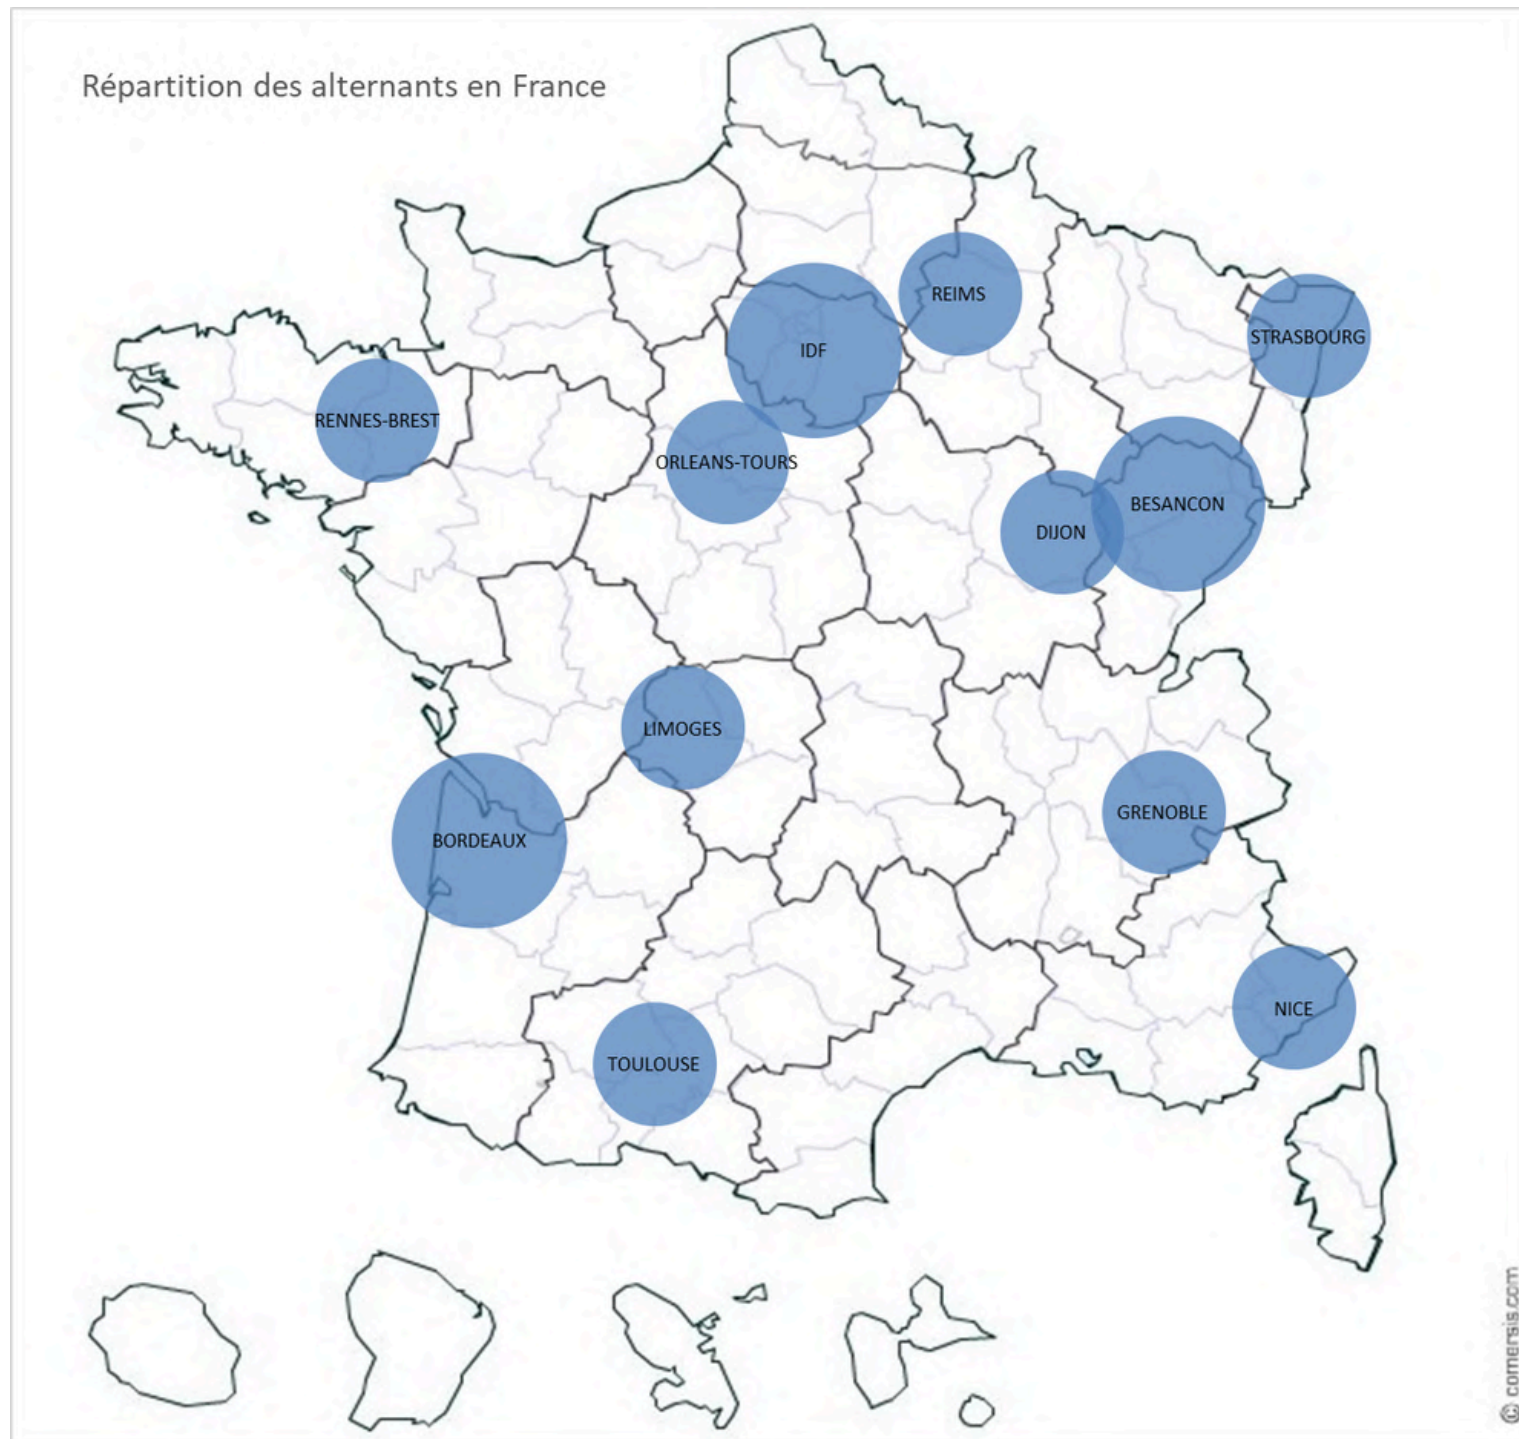 Répartition des alternants en France
REIMS
STRASBOURG
IDF
RENNES-BREST
ORLEANS-TOURS
BESANCON
DIJON
LIMOGES
GRENOBLE
BORDEAUX
NICE
TOULOUSE
© comersis.com